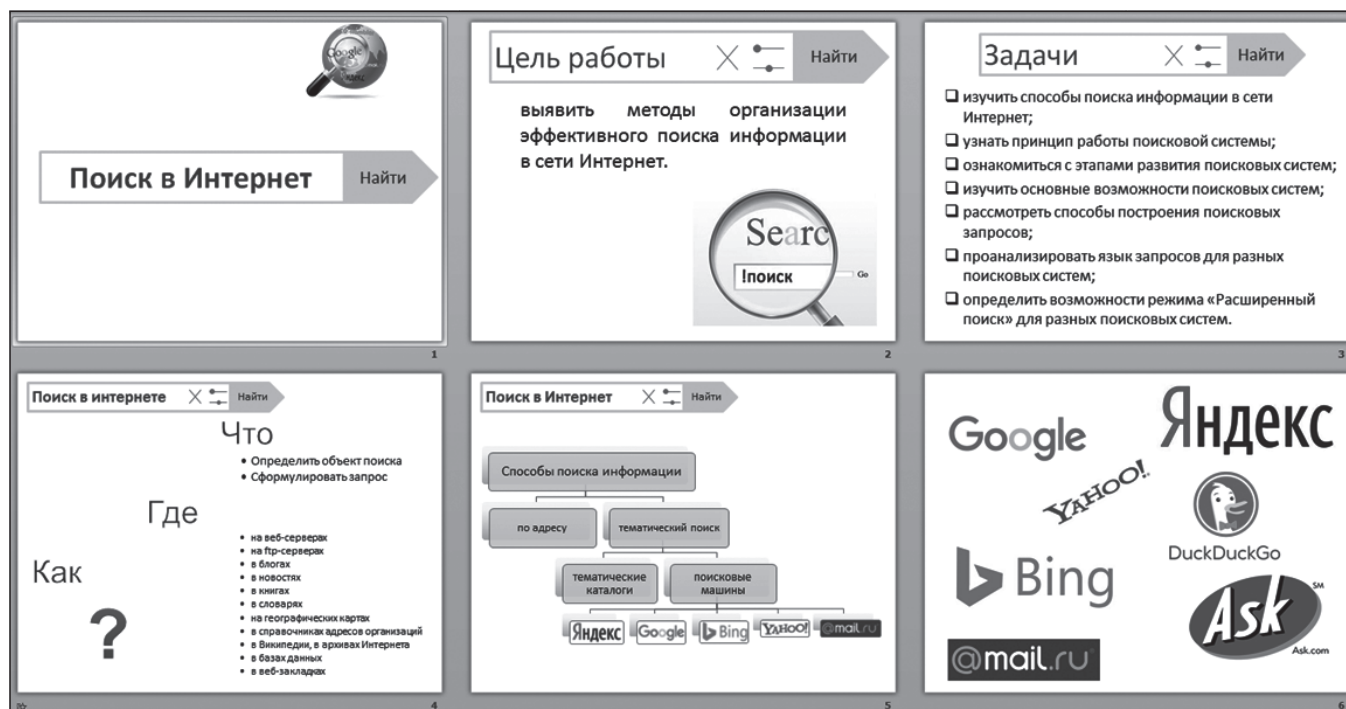 Google
Яндекс
Поиск в Интернет
Найти
1
Цель работы
Найти
выявить методы организации
эффективного поиска информации
в сети Интернет.
Searc
!поиск
Go
2
Задачи
Найти
изучить способы поиска информации в сети
Интернет;
узнать принцип работы поисковой системы;
ознакомиться с этапами развития поисковых систем;
изучить основные возможности поисковых систем;
рассмотреть способы построения поисковых
запросов;
проанализировать язык запросов для разных
поисковых систем;
определить возможности режима «Расширенный
поиск» для разных поисковых систем.
3
Поиск в интернете
Найти
Что
• Определить объект поиска
• Сформулировать запрос
Где
• на веб-серверах
• на ftp-серверах
• в блогах
• в новостях
• в книгах
• в словарях
• на географических картах
• в справочниках адресов организаций
• в Википедии, в архивах Интернета
• в базах данных
• в веб-закладках
Как
?
4
Поиск в Интернет
Найти
Способы поиска информации
по адресу
тематический поиск
тематические
каталоги
поисковые
машины
Яндекс
Google
Bing
YAHOO!
@mail.ru
5
Google
Яндекс
YAHOO!
DuckDuckGo
Bing
Ask
SM
Ask.com
@mail.ru
6